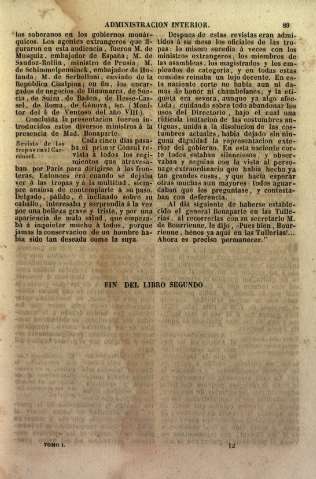 ADMINISTRACION INTERIOR. 89
los soberanos en los gobiernos monár-
quicos. Los agentes extrangeros que fi-
guraron en esta audiencia, fueron M. de
Musquiz, embajador de España, M. de
Sandoz-Rollin, ministro de Prusia, M.
de Schimmelpennick, embajador de Ho-
landa, M. de Serbelloni, enviado de la
República Cisalpina; en fin, los encar-
gados de negocios de Dinamarca, de Sue-
cia, de Suiza, de Baden, de Hesse-Cas-
sel, de Roma, de Génova, &c. (Moni-
tor del 8 de Ventoso del año VIII.)
Concluida la presentacion fueron in-
troducidos estos diversos ministros á la
presencia de Mad. Bonaparte.
Revista de las
tropas en el Car-
rousel.
Cada cinco dias pasa-
ba el primer Cónsul re-
vista á todos los regi-
mientos que atravesa-
ban por Paris para dirigirse á las fron-
teras. Entonces era cuando se dejaba
ver á las tropas y á la multitud, siem-
pre ansiosa de contemplarle á su paso.
Delgado, pálido, é inclinado sobre su
caballo, interesaba y sorprendia á la vez
por una belleza grave y triste, y por una
apariencia de mala salud, que empeza-
ba á inquietar mucho á todos, porque
jamas la conservacion de un hombre ha-
bia sido tan deseada como la suya.
Despues de estas revistas eran admi-
tidos á su mesa los oficiales de las tro-
pas: lo mismo sucedia á veces con los
ministros extrangeros, los miembros de
las asambleas, los magistrados y los em-
pleados de categoría, y en todas estas
comidas reinaba un lujo decente. En es-
ta naciente corte no habia aun ni da-
mas de honor ni chambelanes, y la eti-
queta era severa, aunque ya algo afec-
tada; cuidando sobre todo abandonar los
usos del Directorio, bajo el cual una
ridícula imitacion de las costumbres an-
tiguas, unida á la disolucion de las cos-
tumbres actuales, habia dejado sin nin-
guna dignidad la representacion exte-
rior del gobierno. En esta naciente cor-
te todos estaban silenciosos, y obser-
vaban y seguian con la vista al perso-
nage extraordinario que habia hecho ya
tan grandes cosas, y que hacia esperar
otras muchas aun mayores: todos aguar-
daban que les preguntase, y contesta-
ban con deferencia.
Al dia siguiente de haberse estable-
cido el general Bonaparte en las Tulle-
rías, al recorrerlas con su secretario M.
de Bourrienne, le dijo, «Pues bien, Bour-
rienne, henos ya aquí en las Tullerías!...
Ahora es preciso permanecer.»
FIN DEL LIBRO SEGUNDO
TOMO I. 12